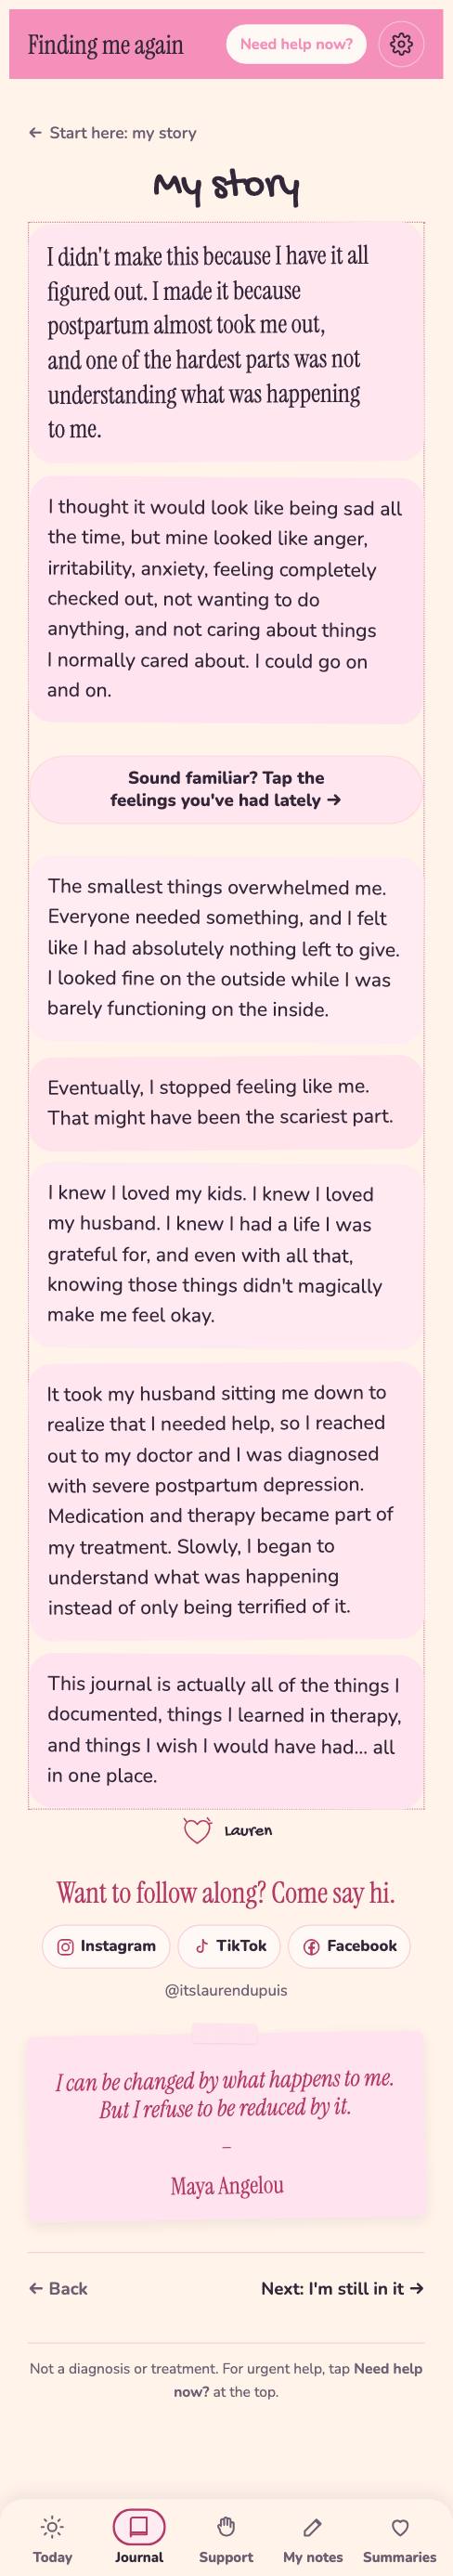 Finding me again
Need help now?
← Start here: my story
My story
I didn't make this because I have it all
figured out. I made it because
postpartum almost took me out,
and one of the hardest parts was not
understanding what was happening
to me.
I thought it would look like being sad all
the time, but mine looked like anger,
irritability, anxiety, feeling completely
checked out, not wanting to do
anything, and not caring about things
I normally cared about. I could go on
and on.
Sound familiar? Tap the
feelings you've had lately →
The smallest things overwhelmed me.
Everyone needed something, and I felt
like I had absolutely nothing left to give.
I looked fine on the outside while I was
barely functioning on the inside.
Eventually, I stopped feeling like me.
That might have been the scariest part.
I knew I loved my kids. I knew I loved
my husband. I knew I had a life I was
grateful for, and even with all that,
knowing those things didn't magically
make me feel okay.
It took my husband sitting me down to
realize that I needed help, so I reached
out to my doctor and I was diagnosed
with severe postpartum depression.
Medication and therapy became part of
my treatment. Slowly, I began to
understand what was happening
instead of only being terrified of it.
This journal is actually all of the things I
documented, things I learned in therapy,
and things I wish I would have had... all
in one place.
Lauren
Want to follow along? Come say hi.
Instagram
TikTok
Facebook
@itslaurendupuis
I can be changed by what happens to me.
But I refuse to be reduced by it.
–
Maya Angelou
← Back
Next: I'm still in it →
Not a diagnosis or treatment. For urgent help, tap Need help
now? at the top.
Today
Journal
Support
My notes
Summaries